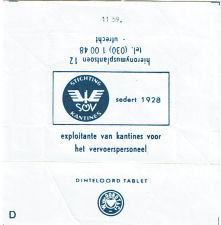 11 59.
hieronymusplantsoen 12
tel. (030) 1 00 48
- utrecht
STICHTING
SOV
KANTINES
sedert 1928
exploitante van kantines voor
het vervoerspersoneel
DINTELOORD TABLET
D